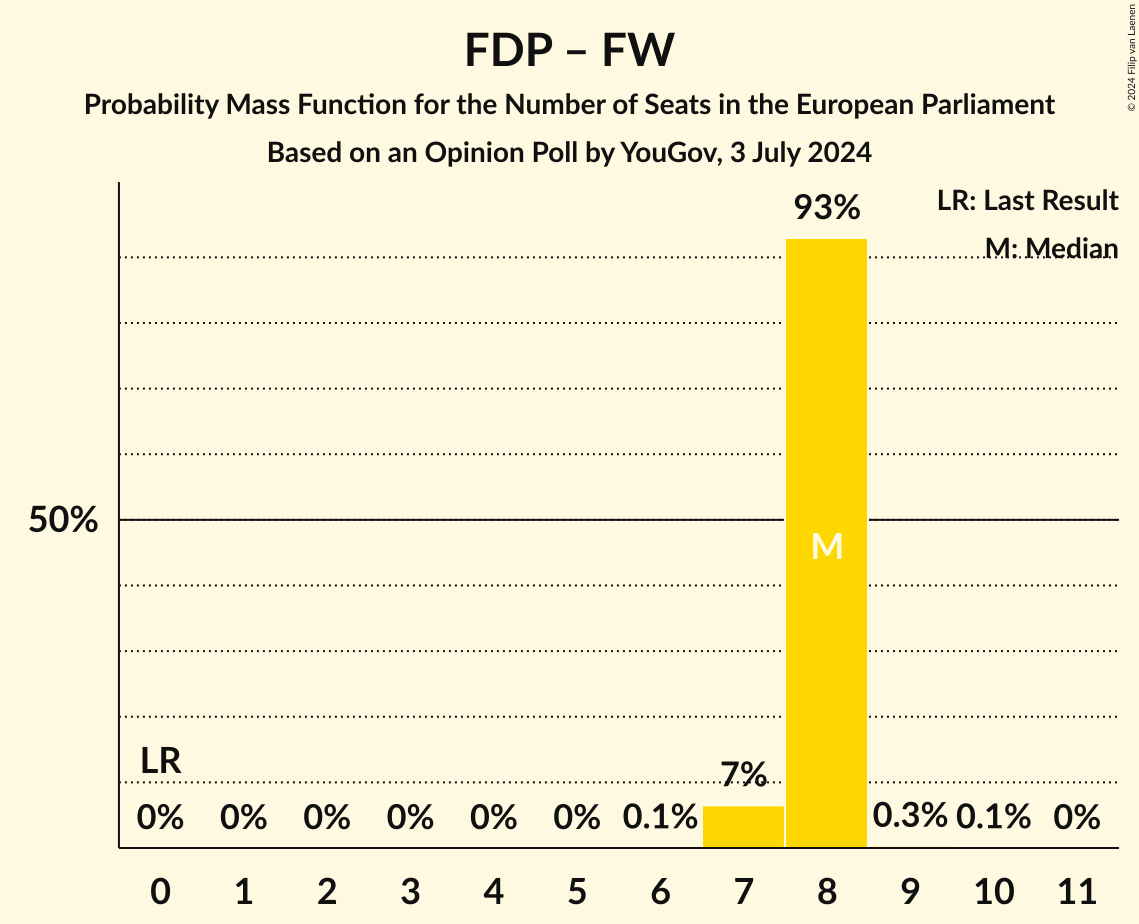 FDP – FW
Probability Mass Function for the Number of Seats in the European Parliament
Based on an Opinion Poll by YouGov, 3 July 2024
© 2024 Filip van Laenen
LR: Last Result
M: Median
93%
50%
M
LR
7%
0% 0% 0% 0% 0% 0% 0.1% 0.3% 0.1% 0%
0 1 2 3 4 5 6 7 8 9 10 11